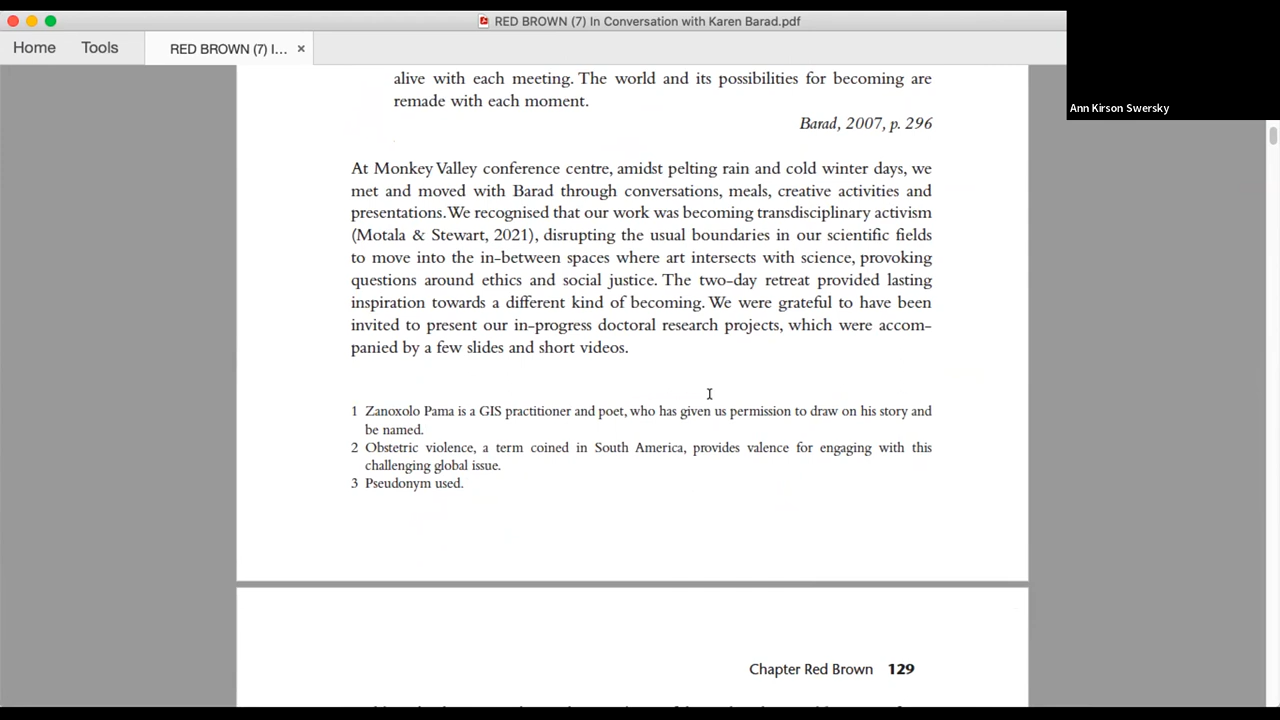 RED BROWN (7) In Conversation with Karen Barad.pdf
Home Tools RED BROWN (7) I... ×
Ann Kirson Swersky
alive with each meeting. The world and its possibilities for becoming are
remade with each moment.
Barad, 2007, p. 296
At Monkey Valley conference centre, amidst pelting rain and cold winter days, we
met and moved with Barad through conversations, meals, creative activities and
presentations. We recognised that our work was becoming transdisciplinary activism
(Motala & Stewart, 2021), disrupting the usual boundaries in our scientific fields
to move into the in-between spaces where art intersects with science, provoking
questions around ethics and social justice. The two-day retreat provided lasting
inspiration towards a different kind of becoming. We were grateful to have been
invited to present our in-progress doctoral research projects, which were accom-
panied by a few slides and short videos.
1 Zanoxolo Pama is a GIS practitioner and poet, who has given us permission to draw on his story and
be named.
2 Obstetric violence, a term coined in South America, provides valence for engaging with this
challenging global issue.
3 Pseudonym used.
Chapter Red Brown 129